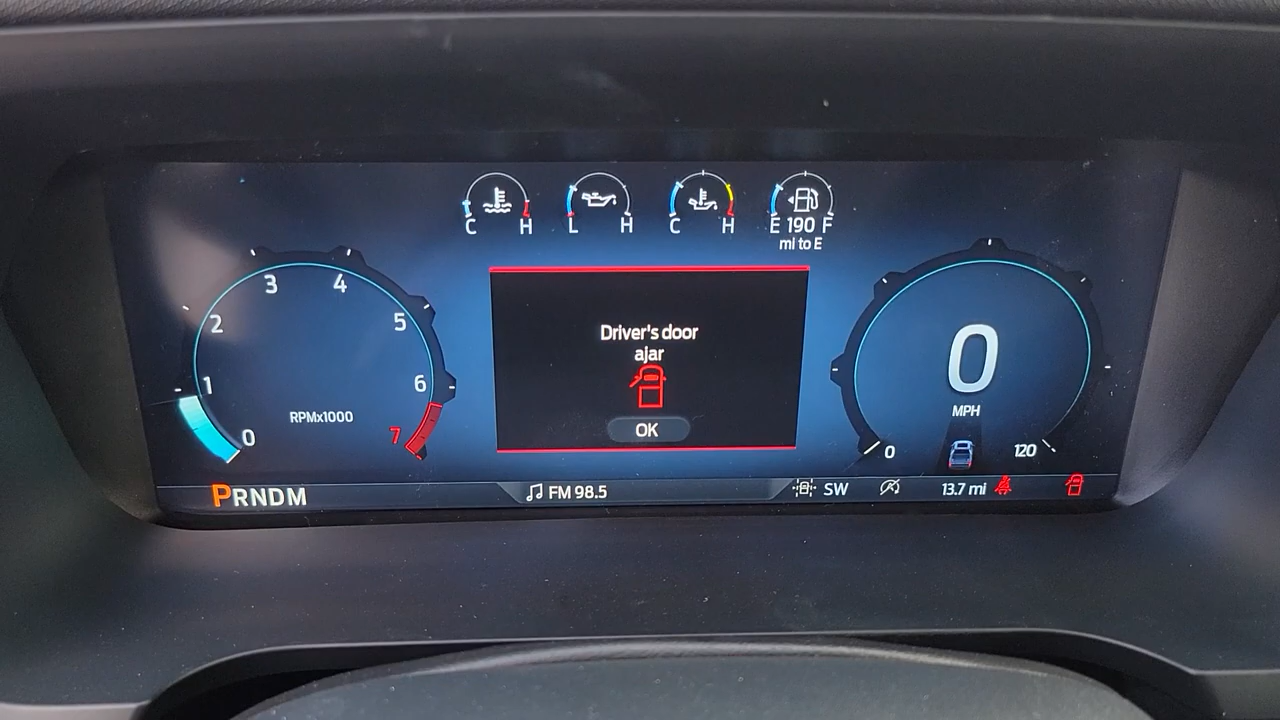 C H
L H
C H
E 190 F
mi to E
0
1
2
3
4
5
6
7
RPMx1000
Driver's door
ajar
OK
0
MPH
0
120
PRNDM
FM 98.5
SW
13.7 mi